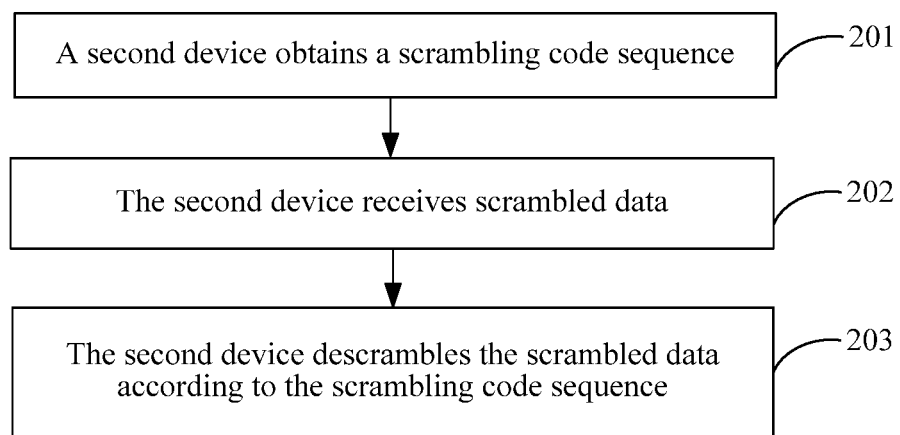 A second device obtains a scrambling code sequence
201
The second device receives scrambled data
202
The second device descrambles the scrambled data
according to the scrambling code sequence
203